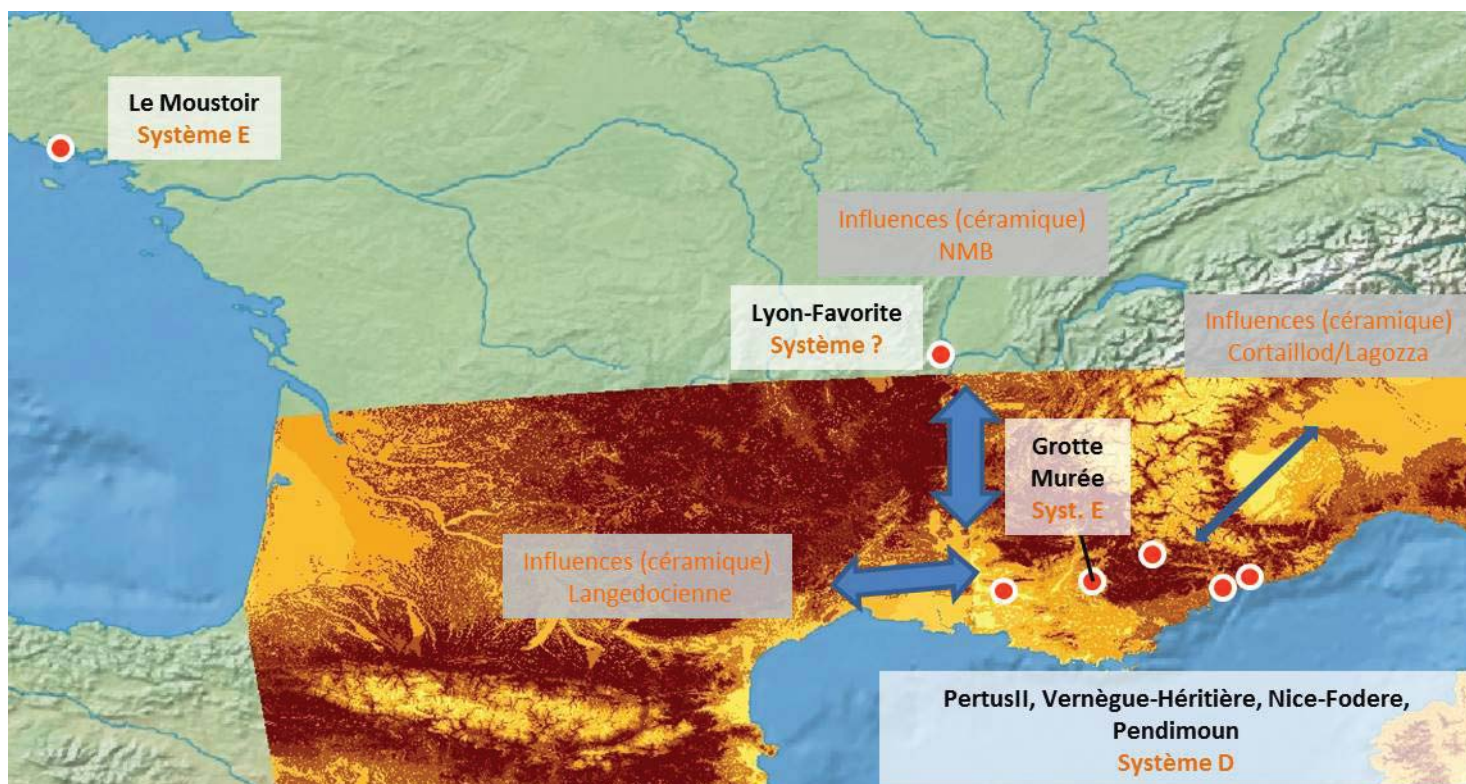 Le Moustoir
Système E
Influences (céramique)
NMB
Lyon-Favorite
Système ?
Influences (céramique)
Cortaillod/Lagozza
Grotte
Murée
Syst. E
Influences (céramique)
Langedocienne
PertusII, Vernègue-Héritière, Nice-Fodere,
Pendimoun
Système D